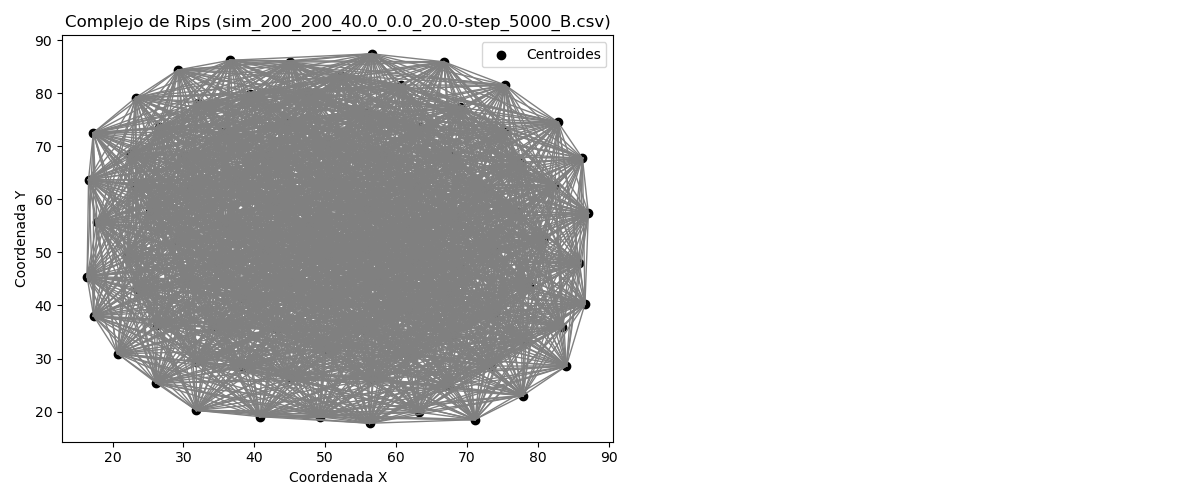 Complejo de Rips (sim_200_200_40.0_0.0_20.0-step_5000_B.csv)
Centroides
90
80
70
60
50
40
30
20
Coordenada Y
20 30 40 50 60 70 80 90
Coordenada X